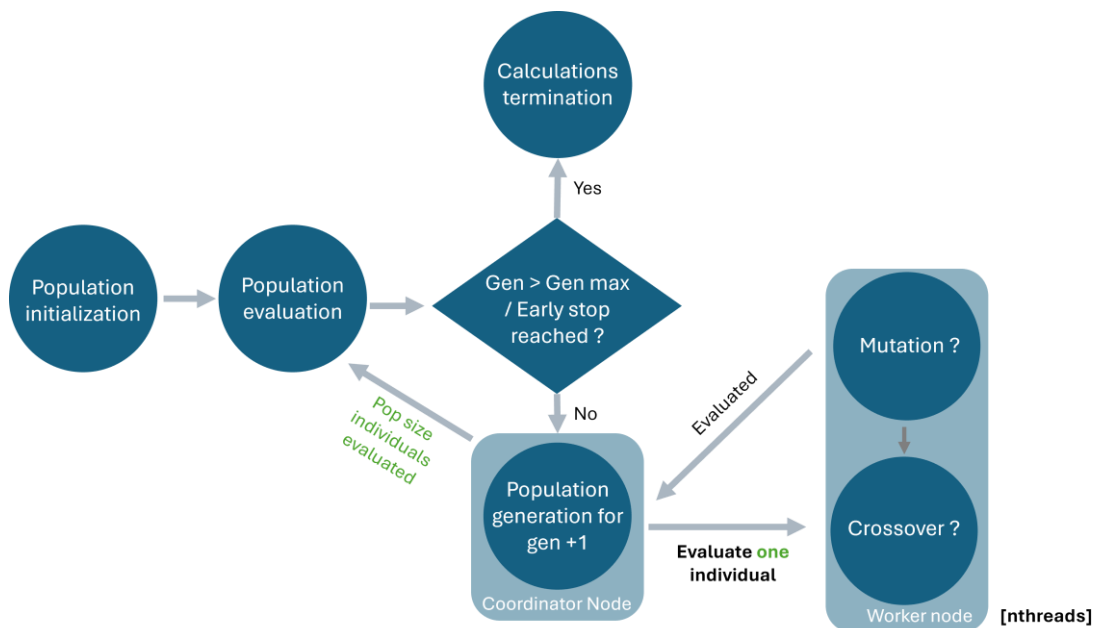 Calculations
termination
Yes
Population
initialization
Population
evaluation
Gen > Gen max
/ Early stop
reached ?
Mutation ?
Evaluated
No
Pop size
individuals
evaluated
Population
generation for
gen +1
Crossover ?
Evaluate one
individual
Coordinator Node
Worker node
[nthreads]